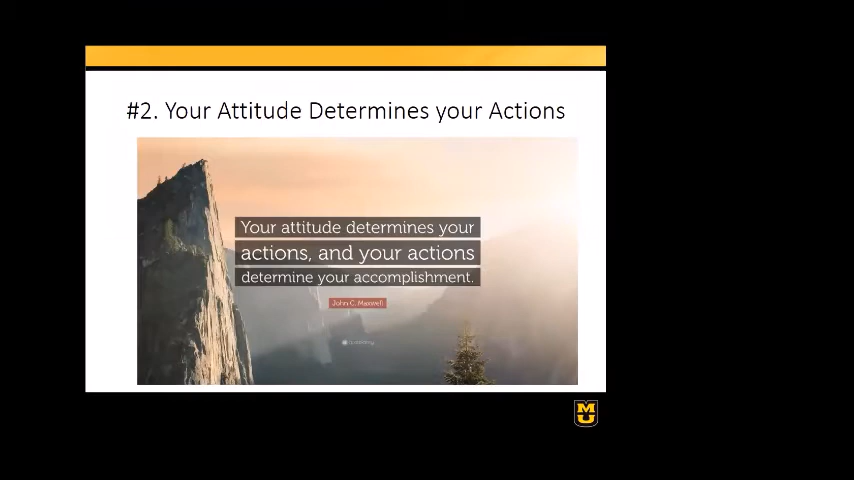 #2. Your Attitude Determines your Actions
Your attitude determines your
actions, and your actions
determine your accomplishment.
John C. Maxwell
MU